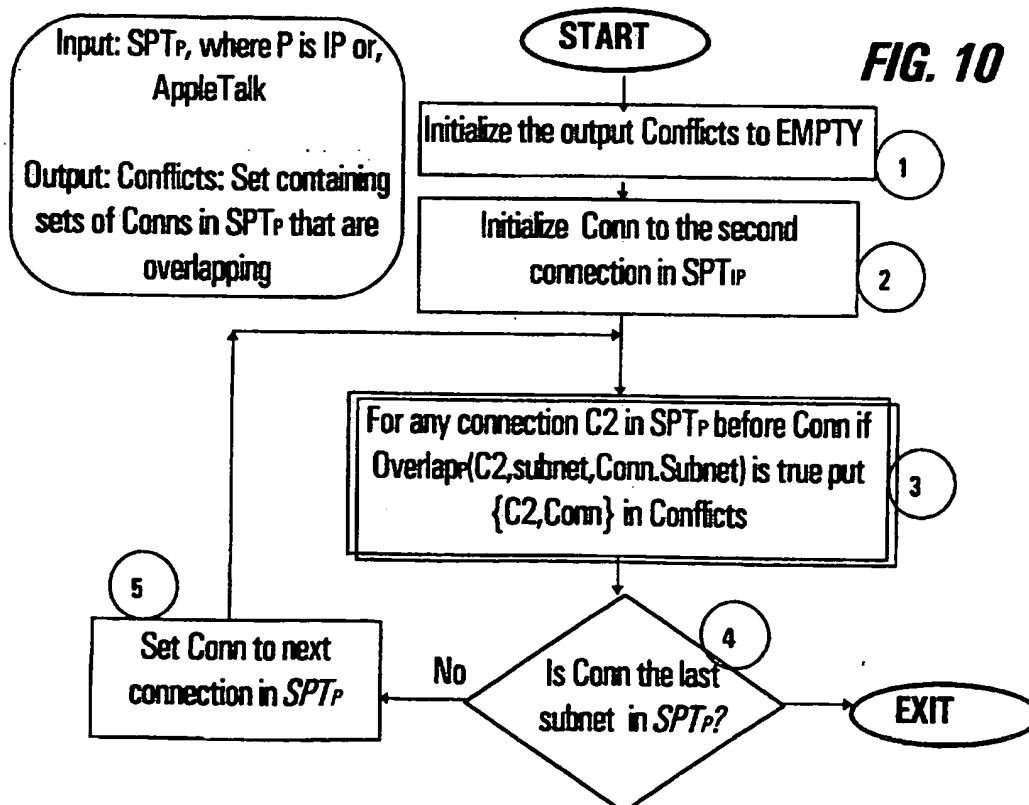 Input: SPTP, where P is IP or,
AppleTalk
Output: Conflicts: Set containing
sets of Conns in SPTP that are
overlapping
START
FIG. 10
Initialize the output Conflicts to EMPTY
1
Initialize Conn to the second
connection in SPTIP
2
For any connection C2 in SPTP before Conn if
OverlapP(C2,subnet,Conn.Subnet) is true put
{C2,Conn} in Conflicts
3
5
Set Conn to next
connection in SPTP
No
4
Is Conn the last
subnet in SPTP?
EXIT